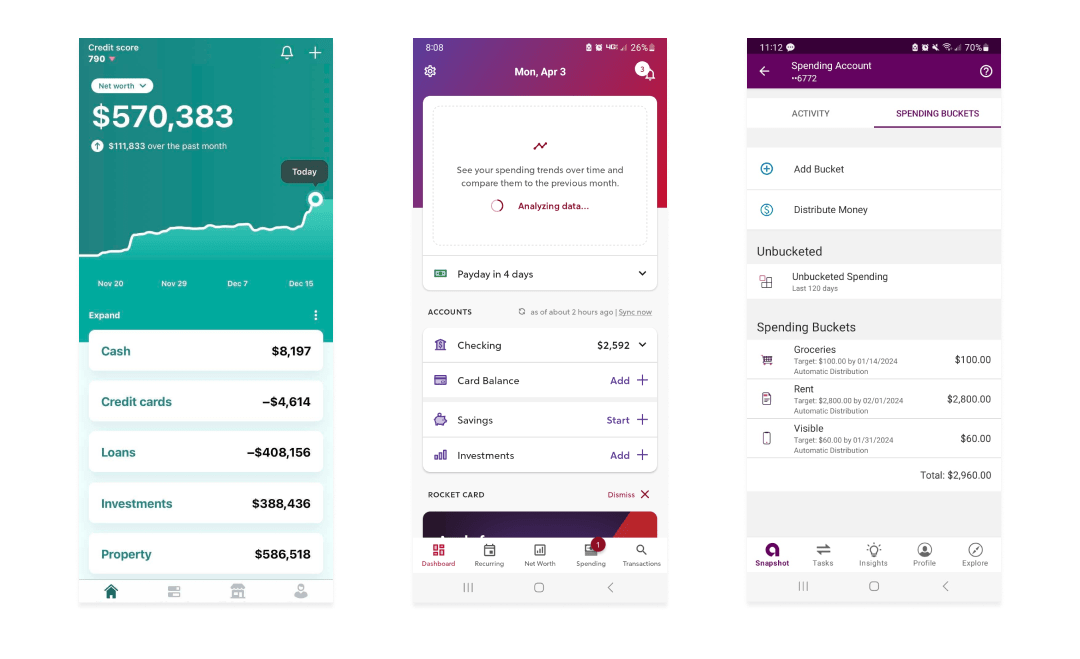 Credit score
790
Net worth
$570,383
$111,833 over the past month
Today
Nov 20 Nov 29 Dec 7 Dec 15
Expand
Cash $8,197
Credit cards –$4,614
Loans –$408,156
Investments $388,436
Property $586,518
8:08 4G 26%
Mon, Apr 3
3
See your spending trends over time and
compare them to the previous month.
Analyzing data...
Payday in 4 days
ACCOUNTS as of about 2 hours ago | Sync now
Checking $2,592
Card Balance Add
Savings Start
Investments Add
ROCKET CARD Dismiss
1
Dashboard Recurring Net Worth Spending Transactions
11:12 70%
Spending Account
••6772
ACTIVITY SPENDING BUCKETS
Add Bucket
Distribute Money
Unbucketed
Unbucketed Spending
Last 120 days
Spending Buckets
Groceries
Target: $100.00 by 01/14/2024 $100.00
Automatic Distribution
Rent
Target: $2,800.00 by 02/01/2024 $2,800.00
Automatic Distribution
Visible
Target: $60.00 by 01/31/2024 $60.00
Automatic Distribution
Total: $2,960.00
Snapshot Tasks Insights Profile Explore